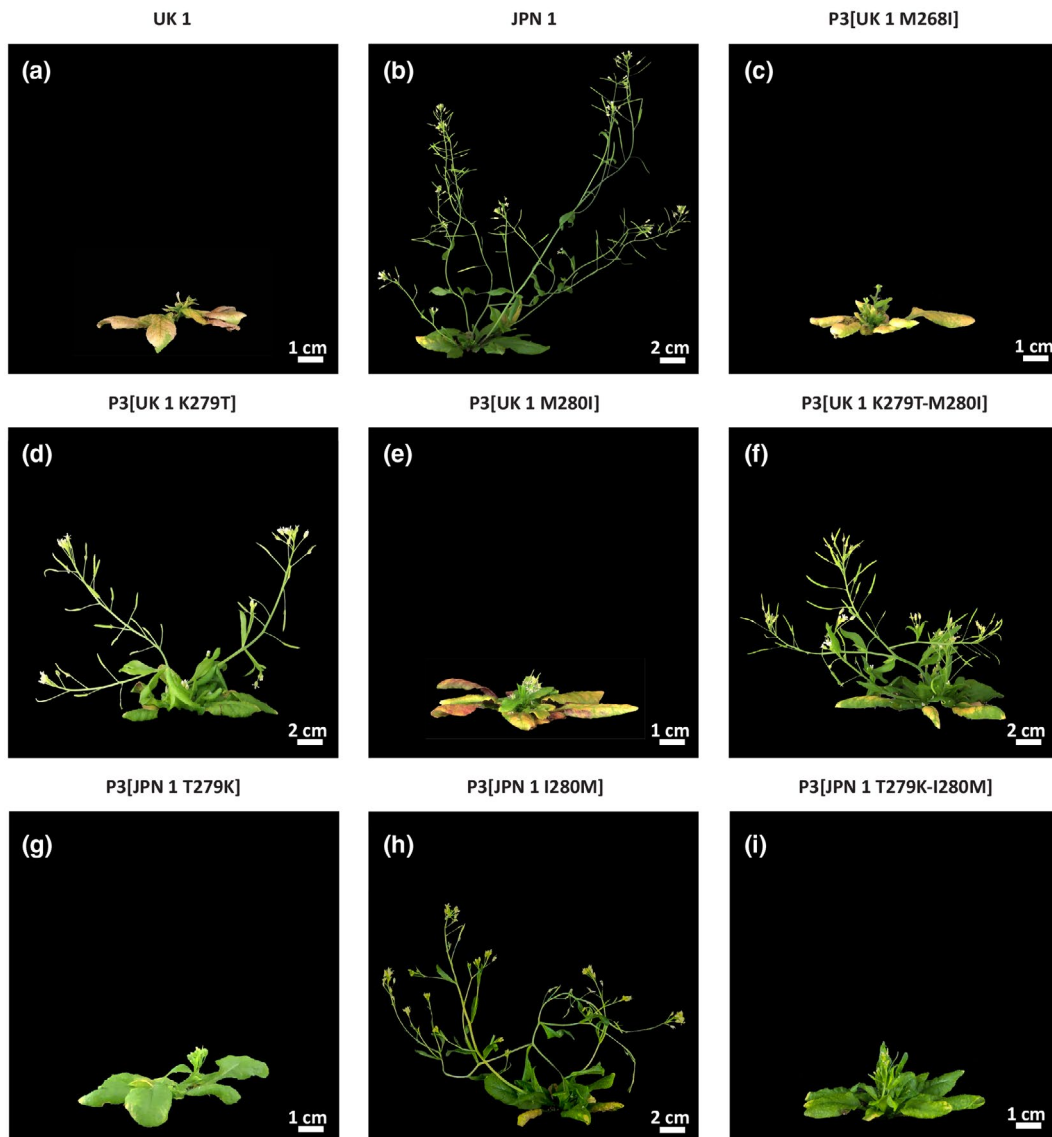 UK 1
JPN 1
P3[UK 1 M268I]
(a)
(b)
(c)
1 cm
2 cm
1 cm
P3[UK 1 K279T]
P3[UK 1 M280I]
P3[UK 1 K279T-M280I]
(d)
(e)
(f)
2 cm
1 cm
2 cm
P3[JPN 1 T279K]
P3[JPN 1 I280M]
P3[JPN 1 T279K-I280M]
(g)
(h)
(i)
1 cm
2 cm
1 cm